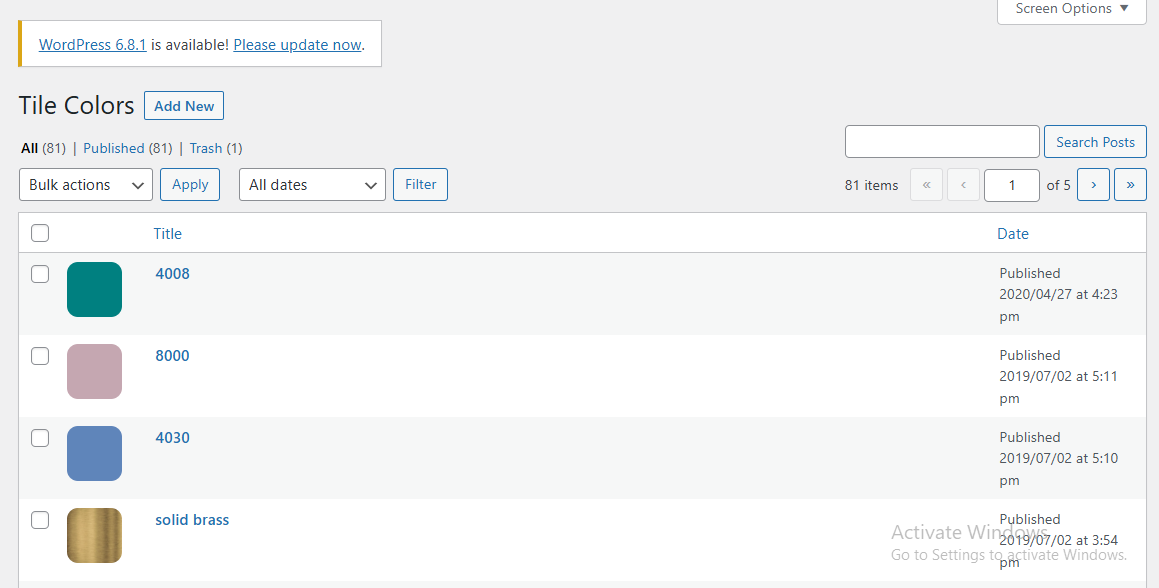 Screen Options ▼
WordPress 6.8.1 is available! Please update now.
Tile Colors Add New
All (81) | Published (81) | Trash (1)
Search Posts
Bulk actions Apply All dates Filter 81 items « ‹ 1 of 5 › »
Title Date
4008 Published
2020/04/27 at 4:23
pm
8000 Published
2019/07/02 at 5:11
pm
4030 Published
2019/07/02 at 5:10
pm
solid brass Published
2019/07/02 at 3:54
pm
Activate Windows
Go to Settings to activate Windows.